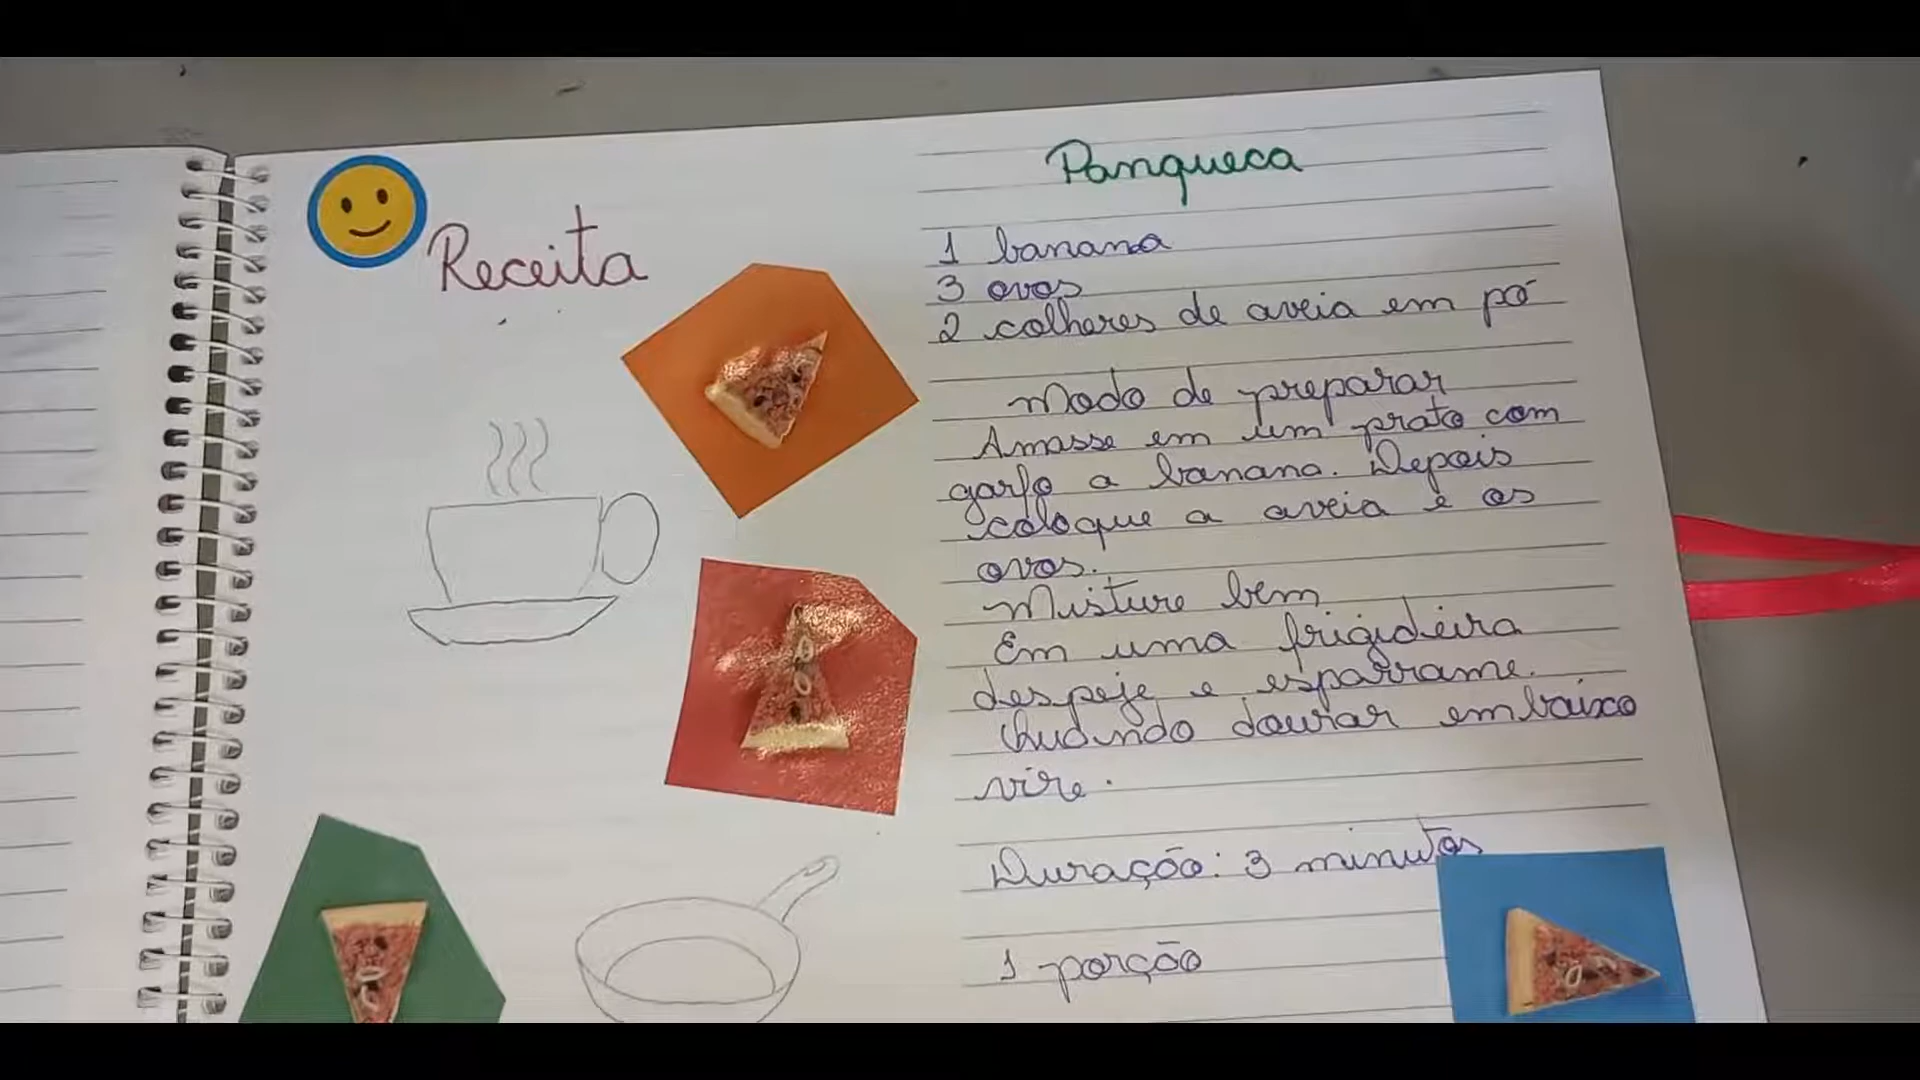 Receita
Panqueca
1 banana
3 ovos
2 colheres de aveia em pó
Modo de preparar
Amasse em um prato com
garfo a banana. Depois
coloque a aveia e os
ovos.
Misture bem
Em uma frigideira
despeje e esparrame.
Quando dourar embaixo
vire.
Duração: 3 minutos
1 porção